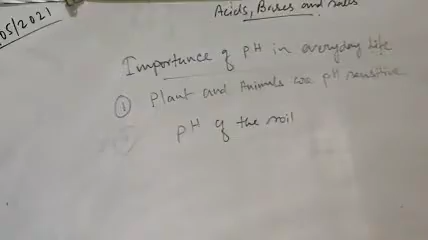 05/2021
Acids, Bases and Salts
Importance of pH in everyday life
① Plant and Animals are pH sensitive
pH of the soil